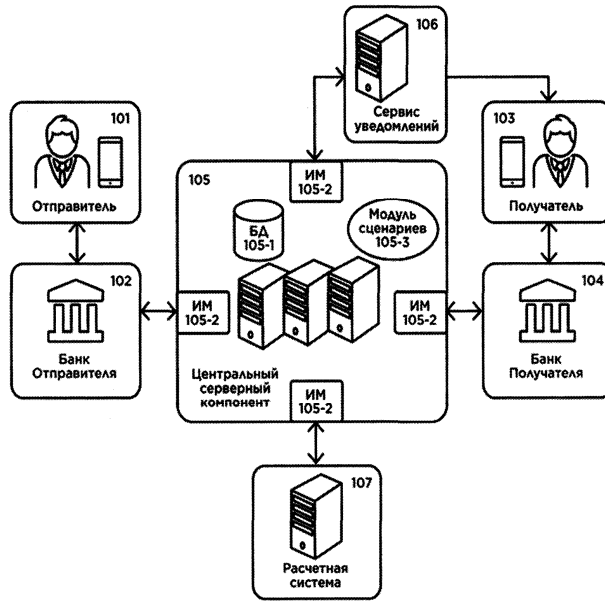 106
Сервис
уведомлений
101
Отправитель
103
Получатель
105
ИМ
105-2
БД
105-1
Модуль
сценариев
105-3
102
Банк
Отправителя
ИМ
105-2
ИМ
105-2
104
Банк
Получателя
Центральный
серверный
компонент
ИМ
105-2
107
Расчетная
система